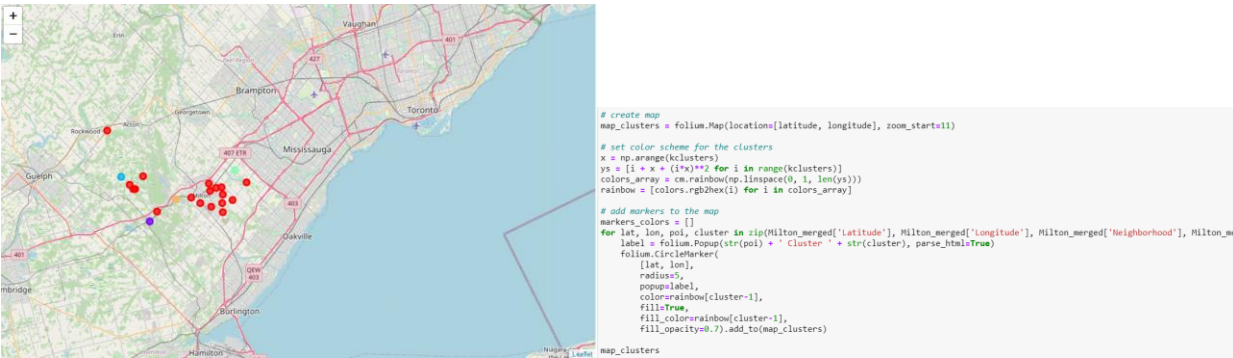 +
−
Erin
Vaughan
401
427
Brampton
Georgetown
Toronto
Acton
Rockwood
407 ETR
Mississauga
Guelph
403
Oakville
401
QEW
403
mbridge
Burlington
Hamilton
Niagara
Leaflet
# create map
map_clusters = folium.Map(location=[latitude, longitude], zoom_start=11)
# set color scheme for the clusters
x = np.arange(kclusters)
ys = [i + x + (i*x)**2 for i in range(kclusters)]
colors_array = cm.rainbow(np.linspace(0, 1, len(ys)))
rainbow = [colors.rgb2hex(i) for i in colors_array]
# add markers to the map
markers_colors = []
for lat, lon, poi, cluster in zip(Milton_merged['Latitude'], Milton_merged['Longitude'], Milton_merged['Neighborhood'], Milton_me
label = folium.Popup(str(poi) + ' Cluster ' + str(cluster), parse_html=True)
folium.CircleMarker(
[lat, lon],
radius=5,
popup=label,
color=rainbow[cluster-1],
fill=True,
fill_color=rainbow[cluster-1],
fill_opacity=0.7).add_to(map_clusters)
map_clusters